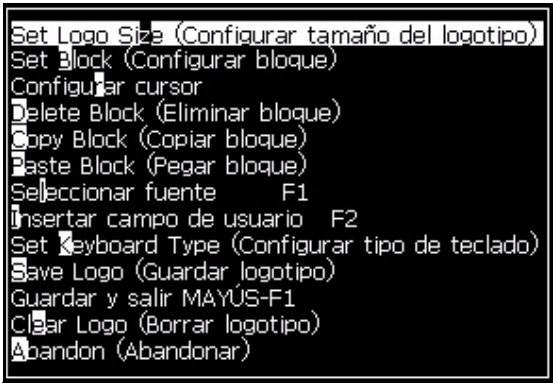 Set Logo Size (Configurar tamaño del logotipo)
Set Block (Configurar bloque)
Configurar cursor
Delete Block (Eliminar bloque)
Copy Block (Copiar bloque)
Paste Block (Pegar bloque)
Seleccionar fuente F1
Insertar campo de usuario F2
Set Keyboard Type (Configurar tipo de teclado)
Save Logo (Guardar logotipo)
Guardar y salir MAYÚS-F1
Clear Logo (Borrar logotipo)
Abandon (Abandonar)